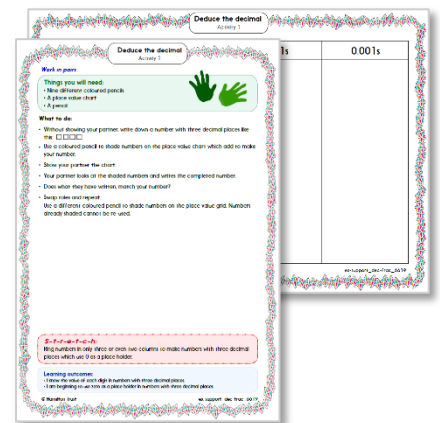 Deduce the decimal
Activity 1
1s
0.001s
ex-support_dec-frac_6619
Deduce the decimal
Activity 1
Work in pairs
Things you will need:
• Nine different coloured pencils
• A place value chart
• A pencil
What to do:
• Without showing your partner, write down a number with three decimal places like
this: □.□□□
• Use a coloured pencil to shade numbers on the place value chart which add to make
your number.
• Show your partner the chart.
• Your partner looks at the shaded numbers and writes the completed number.
• Does what they have written match your number?
• Swap roles and repeat.
Use a different coloured pencil to shade numbers on the place value grid. Numbers
already shaded cannot be re-used.
S-t-r-e-t-c-h:
Ring numbers in only three or even two columns to make numbers with three decimal
places which use 0 as a place holder.
Learning outcomes:
• I know the value of each digit in numbers with three decimal places.
• I am beginning to use zero as a place holder in numbers with three decimal places.
© Hamilton Trust
ex-support_dec-frac_6619